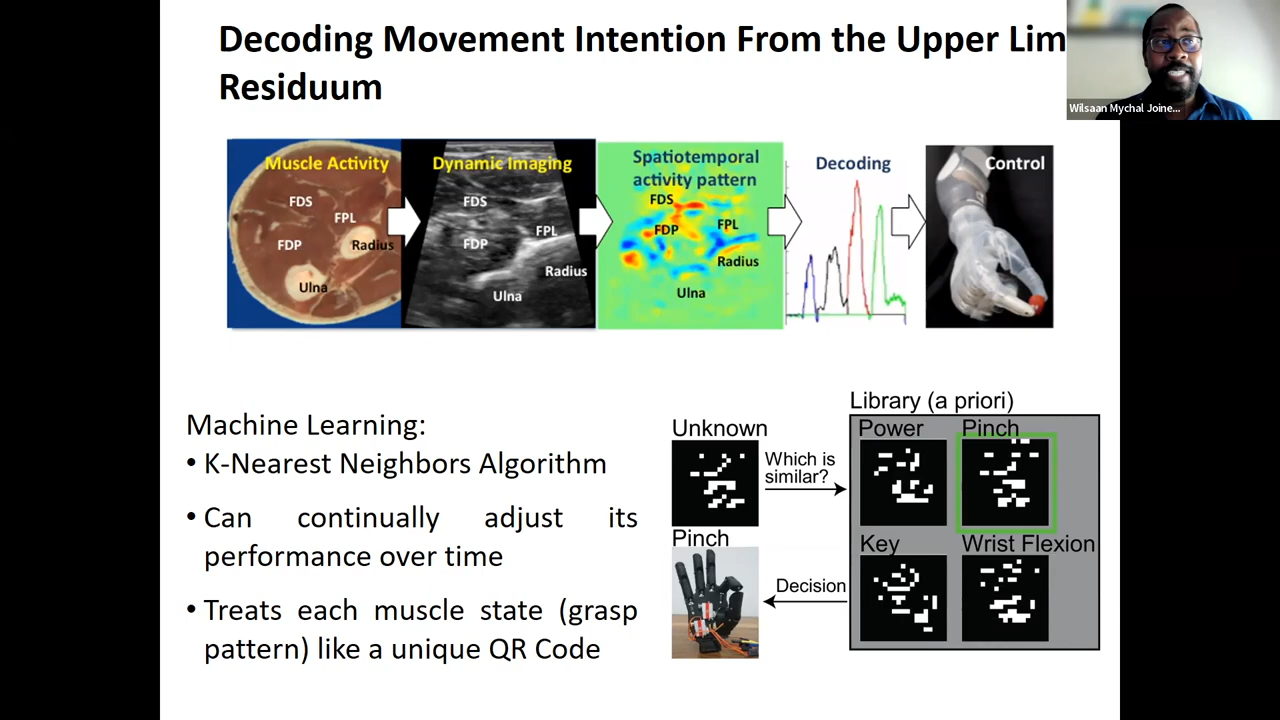 Decoding Movement Intention From the Upper Lim
Residuum
Wilsaan Mychal Joine...
Muscle Activity
FDS
FPL
FDP
Radius
Ulna
Dynamic Imaging
FDS
FPL
FDP
Radius
Ulna
Spatiotemporal
activity pattern
FDS
FPL
FDP
Radius
Ulna
Decoding
Control
Machine Learning:
• K-Nearest Neighbors Algorithm
• Can continually adjust its
performance over time
• Treats each muscle state (grasp
pattern) like a unique QR Code
Unknown
Which is
similar?
Library (a priori)
Power
Pinch
Key
Wrist Flexion
Decision
Pinch